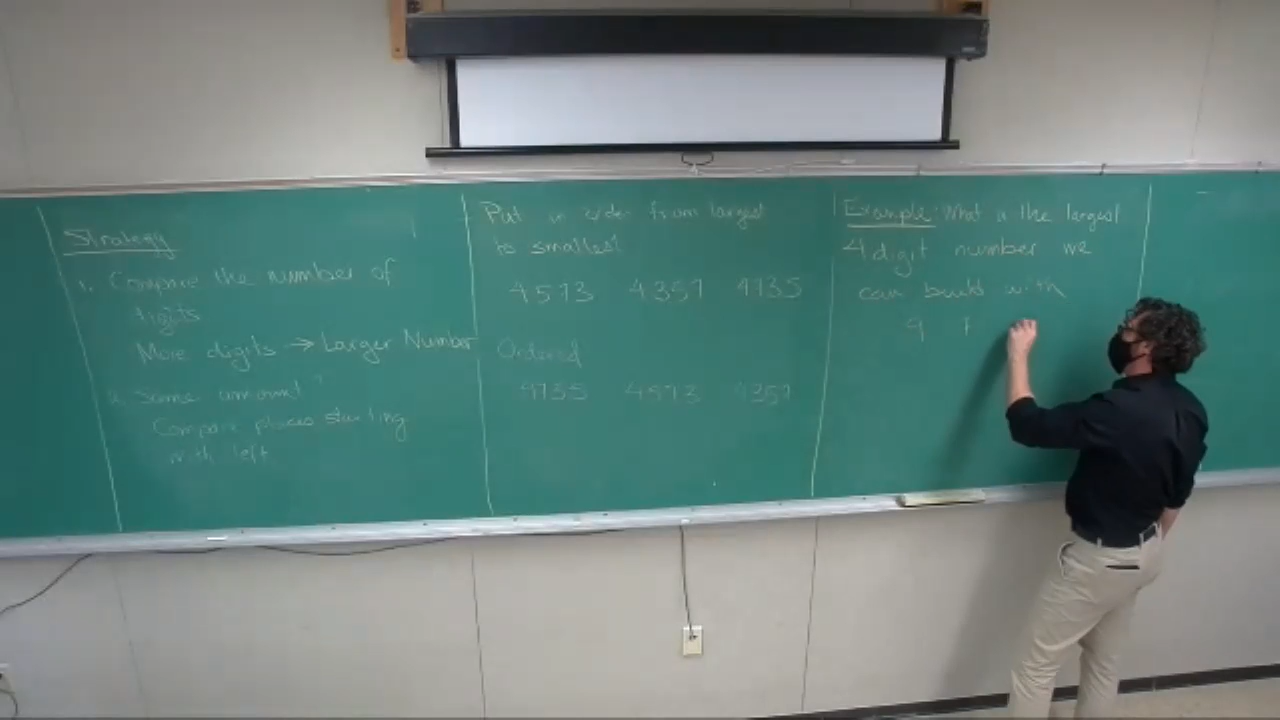 Strategy
1. Compare the number of
digits
More digits → Larger Number
2. Same amount
Compare places starting
with left
Put in order from largest
to smallest
4573 4357 4735
Ordered
4735 4573 4357
Example: What is the largest
4 digit number we
can build with
9